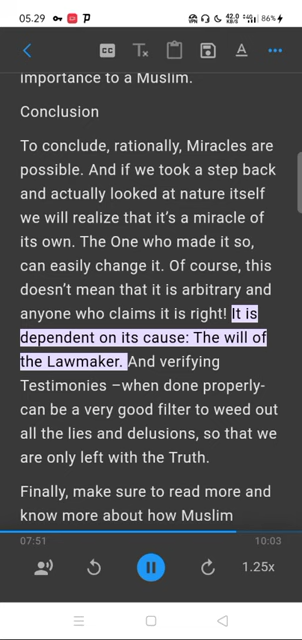 05.29
42.0
KB/S
86%
CC
A
importance to a Muslim.
Conclusion
To conclude, rationally, Miracles are
possible. And if we took a step back
and actually looked at nature itself
we will realize that it's a miracle of
its own. The One who made it so,
can easily change it. Of course, this
doesn't mean that it is arbitrary and
anyone who claims it is right! It is
dependent on its cause: The will of
the Lawmaker. And verifying
Testimonies –when done properly-
can be a very good filter to weed out
all the lies and delusions, so that we
are only left with the Truth.
Finally, make sure to read more and
know more about how Muslim
07:51
10:03
1.25x